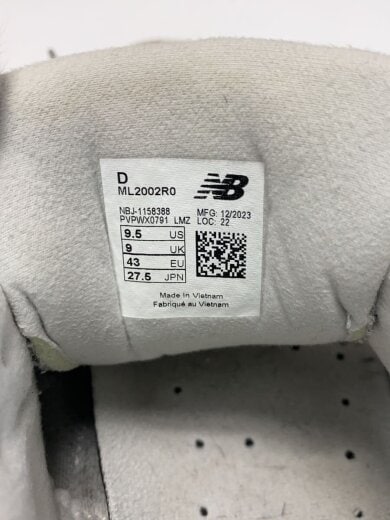 D
ML2002R0
NB
NBJ-1158388
PVPWX0791 LMZ
MFG: 12/2023
LOC: 22
9.5 US
9 UK
43 EU
27.5 JPN
Made in Vietnam
Fabriqué au Vietnam